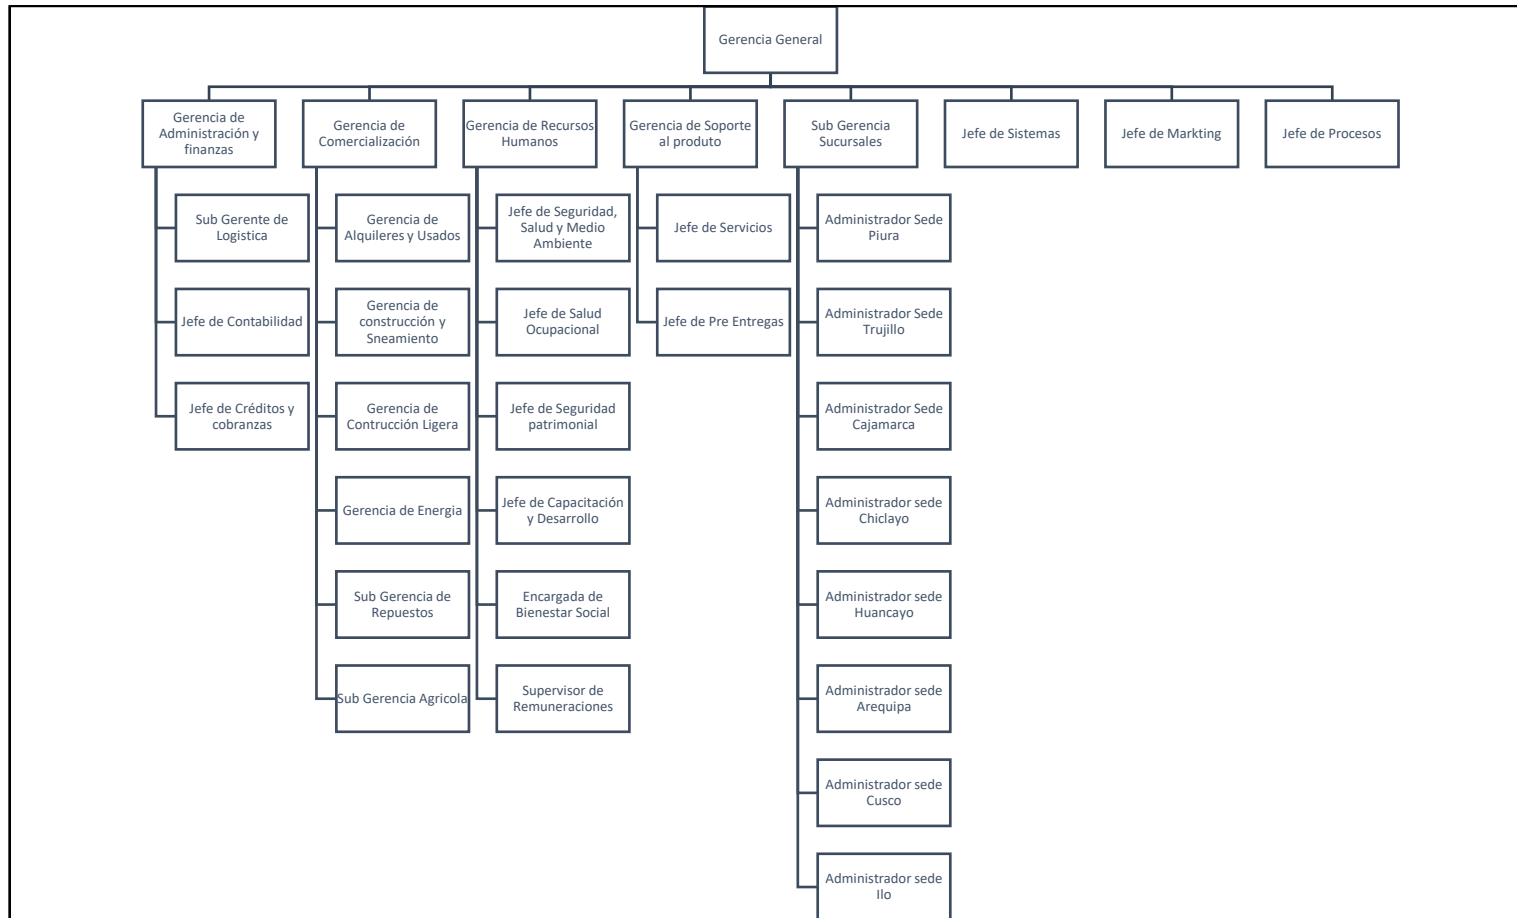 Gerencia General
Gerencia de
Administración y
finanzas
Gerencia de
Comercialización
Gerencia de Recursos
Humanos
Gerencia de Soporte
al produto
Sub Gerencia
Sucursales
Jefe de Sistemas
Jefe de Markting
Jefe de Procesos
Sub Gerente de
Logistica
Jefe de Contabilidad
Jefe de Créditos y
cobranzas
Gerencia de
Alquileres y Usados
Gerencia de
construcción y
Sneamiento
Gerencia de
Contrucción Ligera
Gerencia de Energia
Sub Gerencia de
Repuestos
Sub Gerencia Agricola
Jefe de Seguridad,
Salud y Medio
Ambiente
Jefe de Salud
Ocupacional
Jefe de Seguridad
patrimonial
Jefe de Capacitación
y Desarrollo
Encargada de
Bienestar Social
Supervisor de
Remuneraciones
Jefe de Servicios
Jefe de Pre Entregas
Administrador Sede
Piura
Administrador Sede
Trujillo
Administrador Sede
Cajamarca
Administrador sede
Chiclayo
Administrador sede
Huancayo
Administrador sede
Arequipa
Administrador sede
Cusco
Administrador sede
Ilo